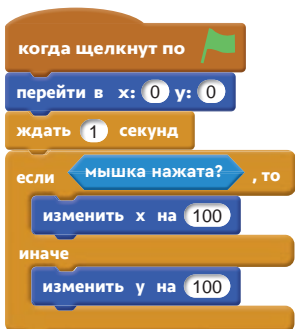 когда щелкнут по
перейти в x: 0 y: 0
ждать 1 секунд
если мышка нажата? , то
изменить x на 100
иначе
изменить y на 100